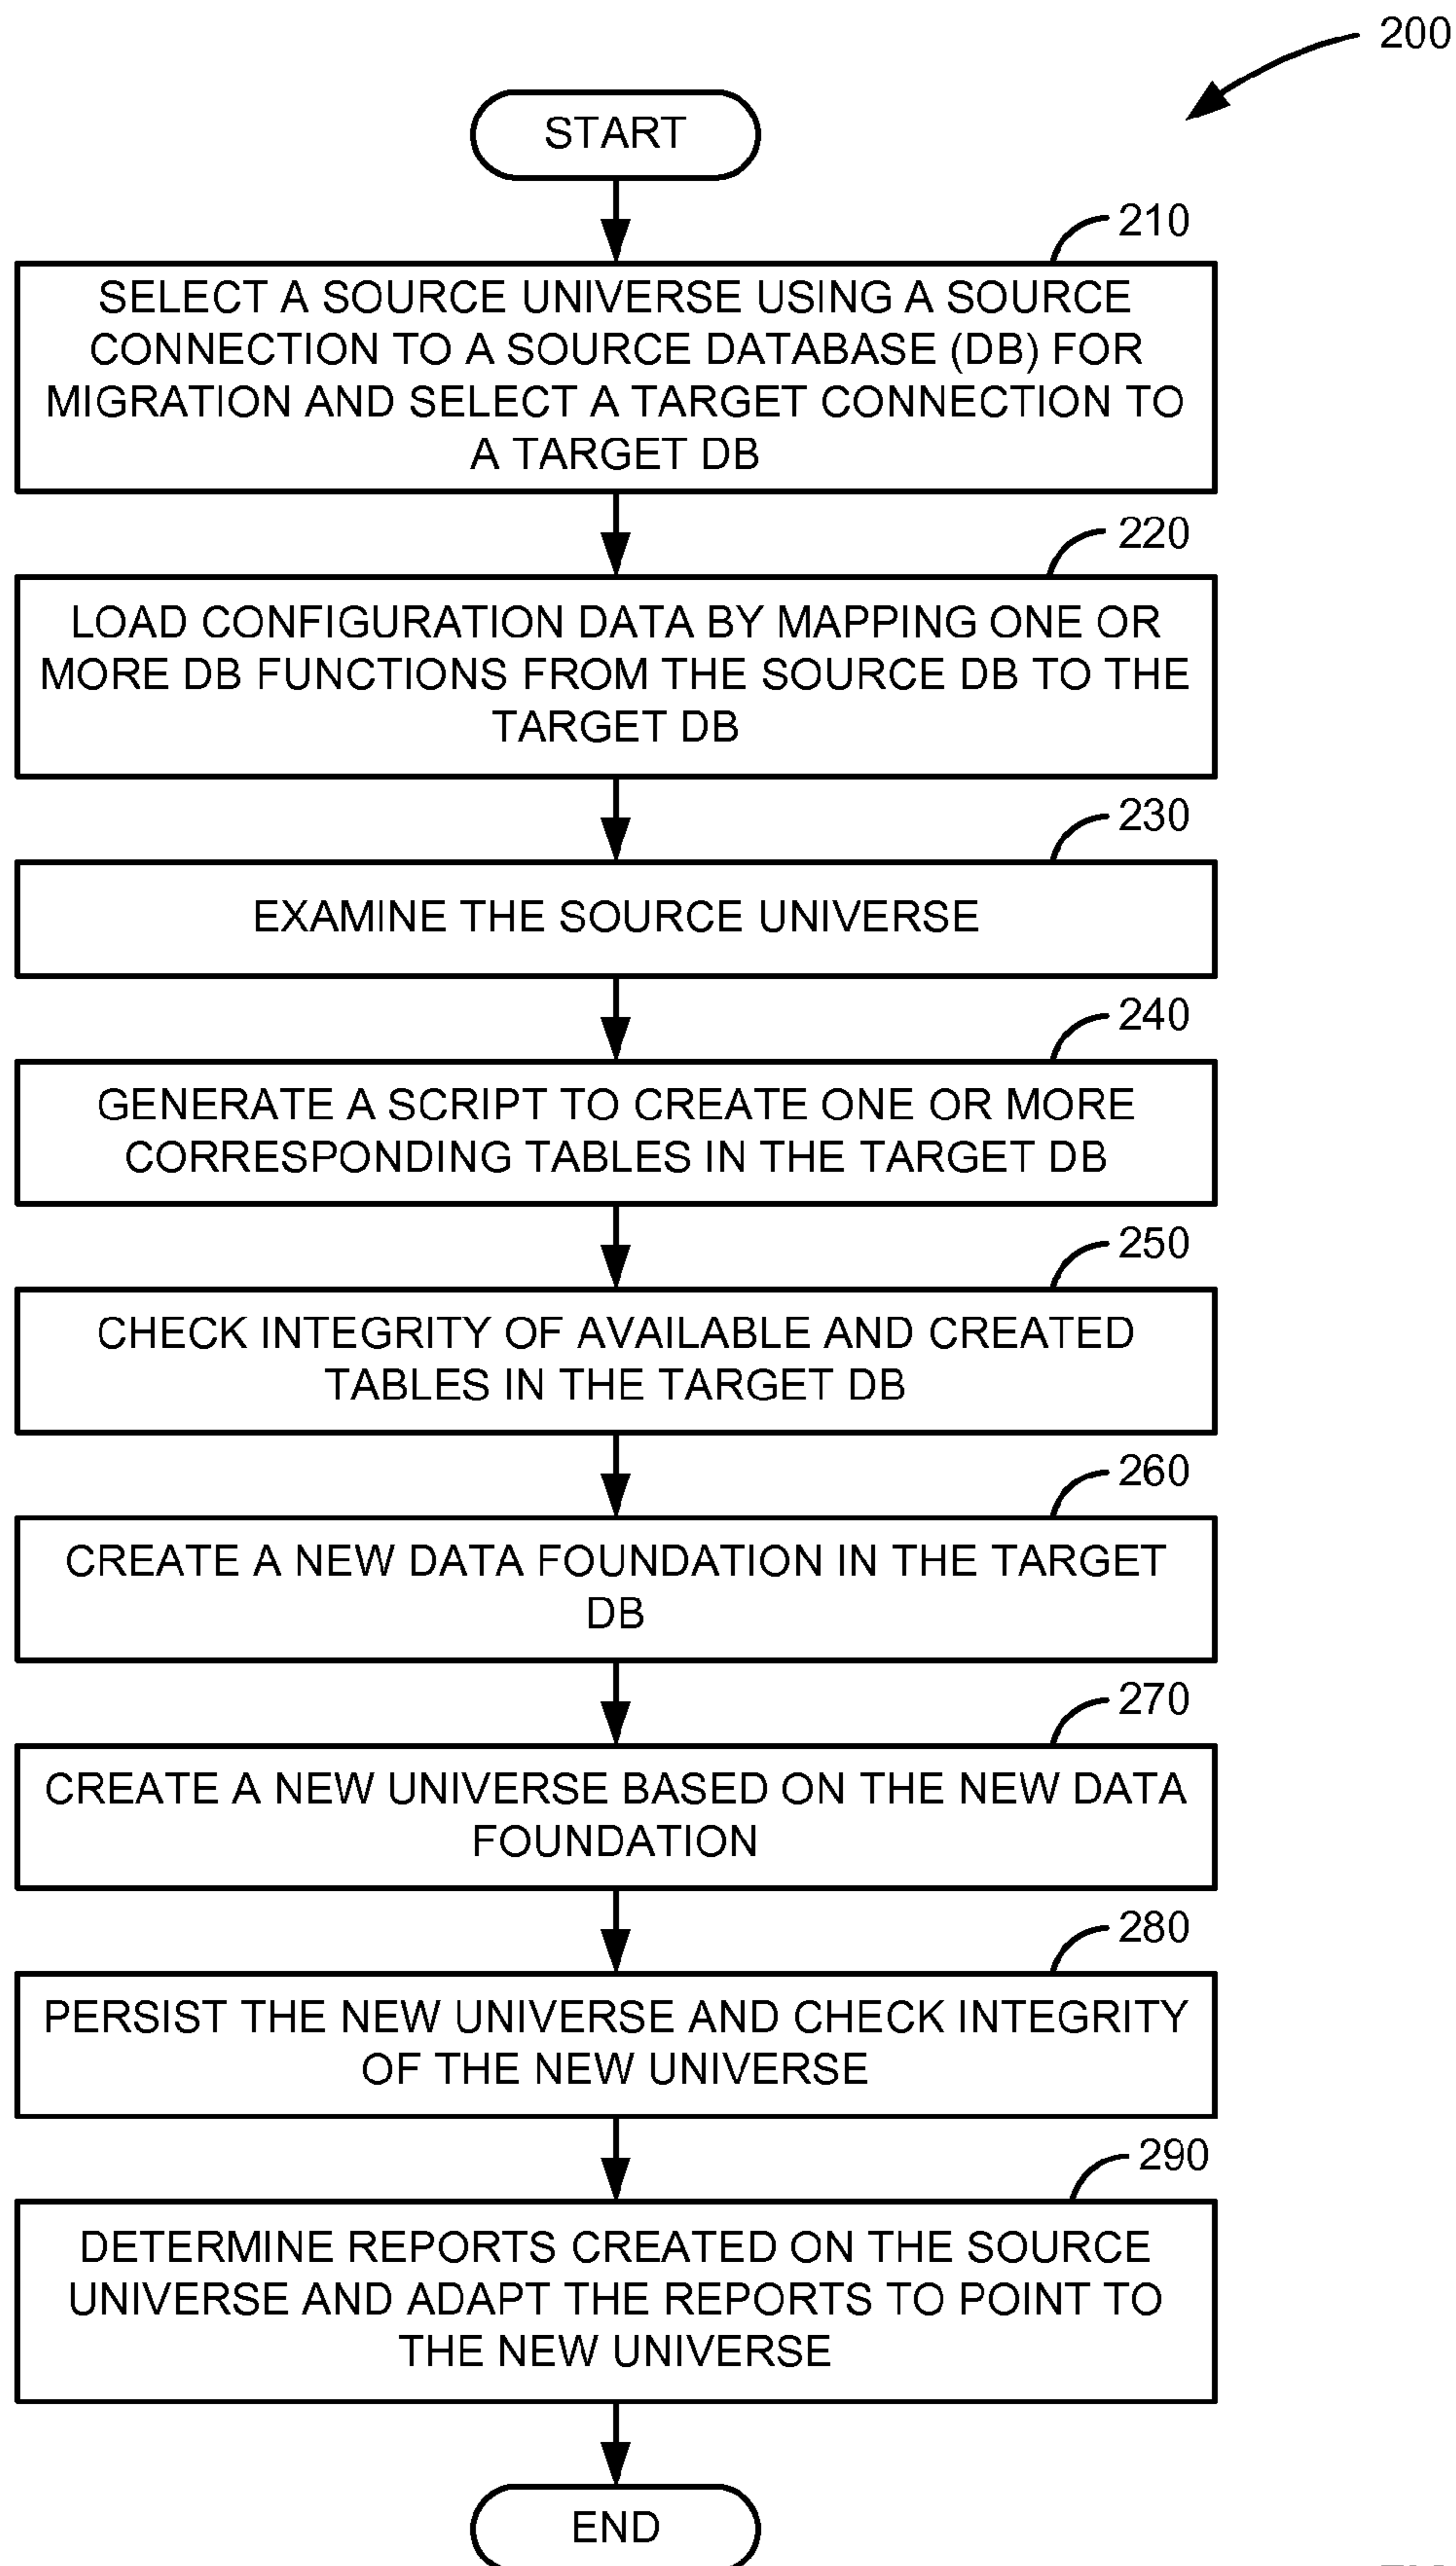 200
START
210
SELECT A SOURCE UNIVERSE USING A SOURCE
CONNECTION TO A SOURCE DATABASE (DB) FOR
MIGRATION AND SELECT A TARGET CONNECTION TO
A TARGET DB
220
LOAD CONFIGURATION DATA BY MAPPING ONE OR
MORE DB FUNCTIONS FROM THE SOURCE DB TO THE
TARGET DB
230
EXAMINE THE SOURCE UNIVERSE
240
GENERATE A SCRIPT TO CREATE ONE OR MORE
CORRESPONDING TABLES IN THE TARGET DB
250
CHECK INTEGRITY OF AVAILABLE AND CREATED
TABLES IN THE TARGET DB
260
CREATE A NEW DATA FOUNDATION IN THE TARGET
DB
270
CREATE A NEW UNIVERSE BASED ON THE NEW DATA
FOUNDATION
280
PERSIST THE NEW UNIVERSE AND CHECK INTEGRITY
OF THE NEW UNIVERSE
290
DETERMINE REPORTS CREATED ON THE SOURCE
UNIVERSE AND ADAPT THE REPORTS TO POINT TO
THE NEW UNIVERSE
END